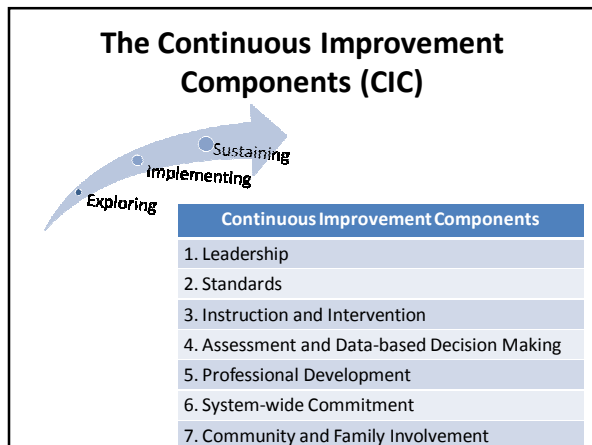 The Continuous Improvement
Components (CIC)
Sustaining
Implementing
Exploring
Continuous Improvement Components
1. Leadership
2. Standards
3. Instruction and Intervention
4. Assessment and Data-based Decision Making
5. Professional Development
6. System-wide Commitment
7. Community and Family Involvement